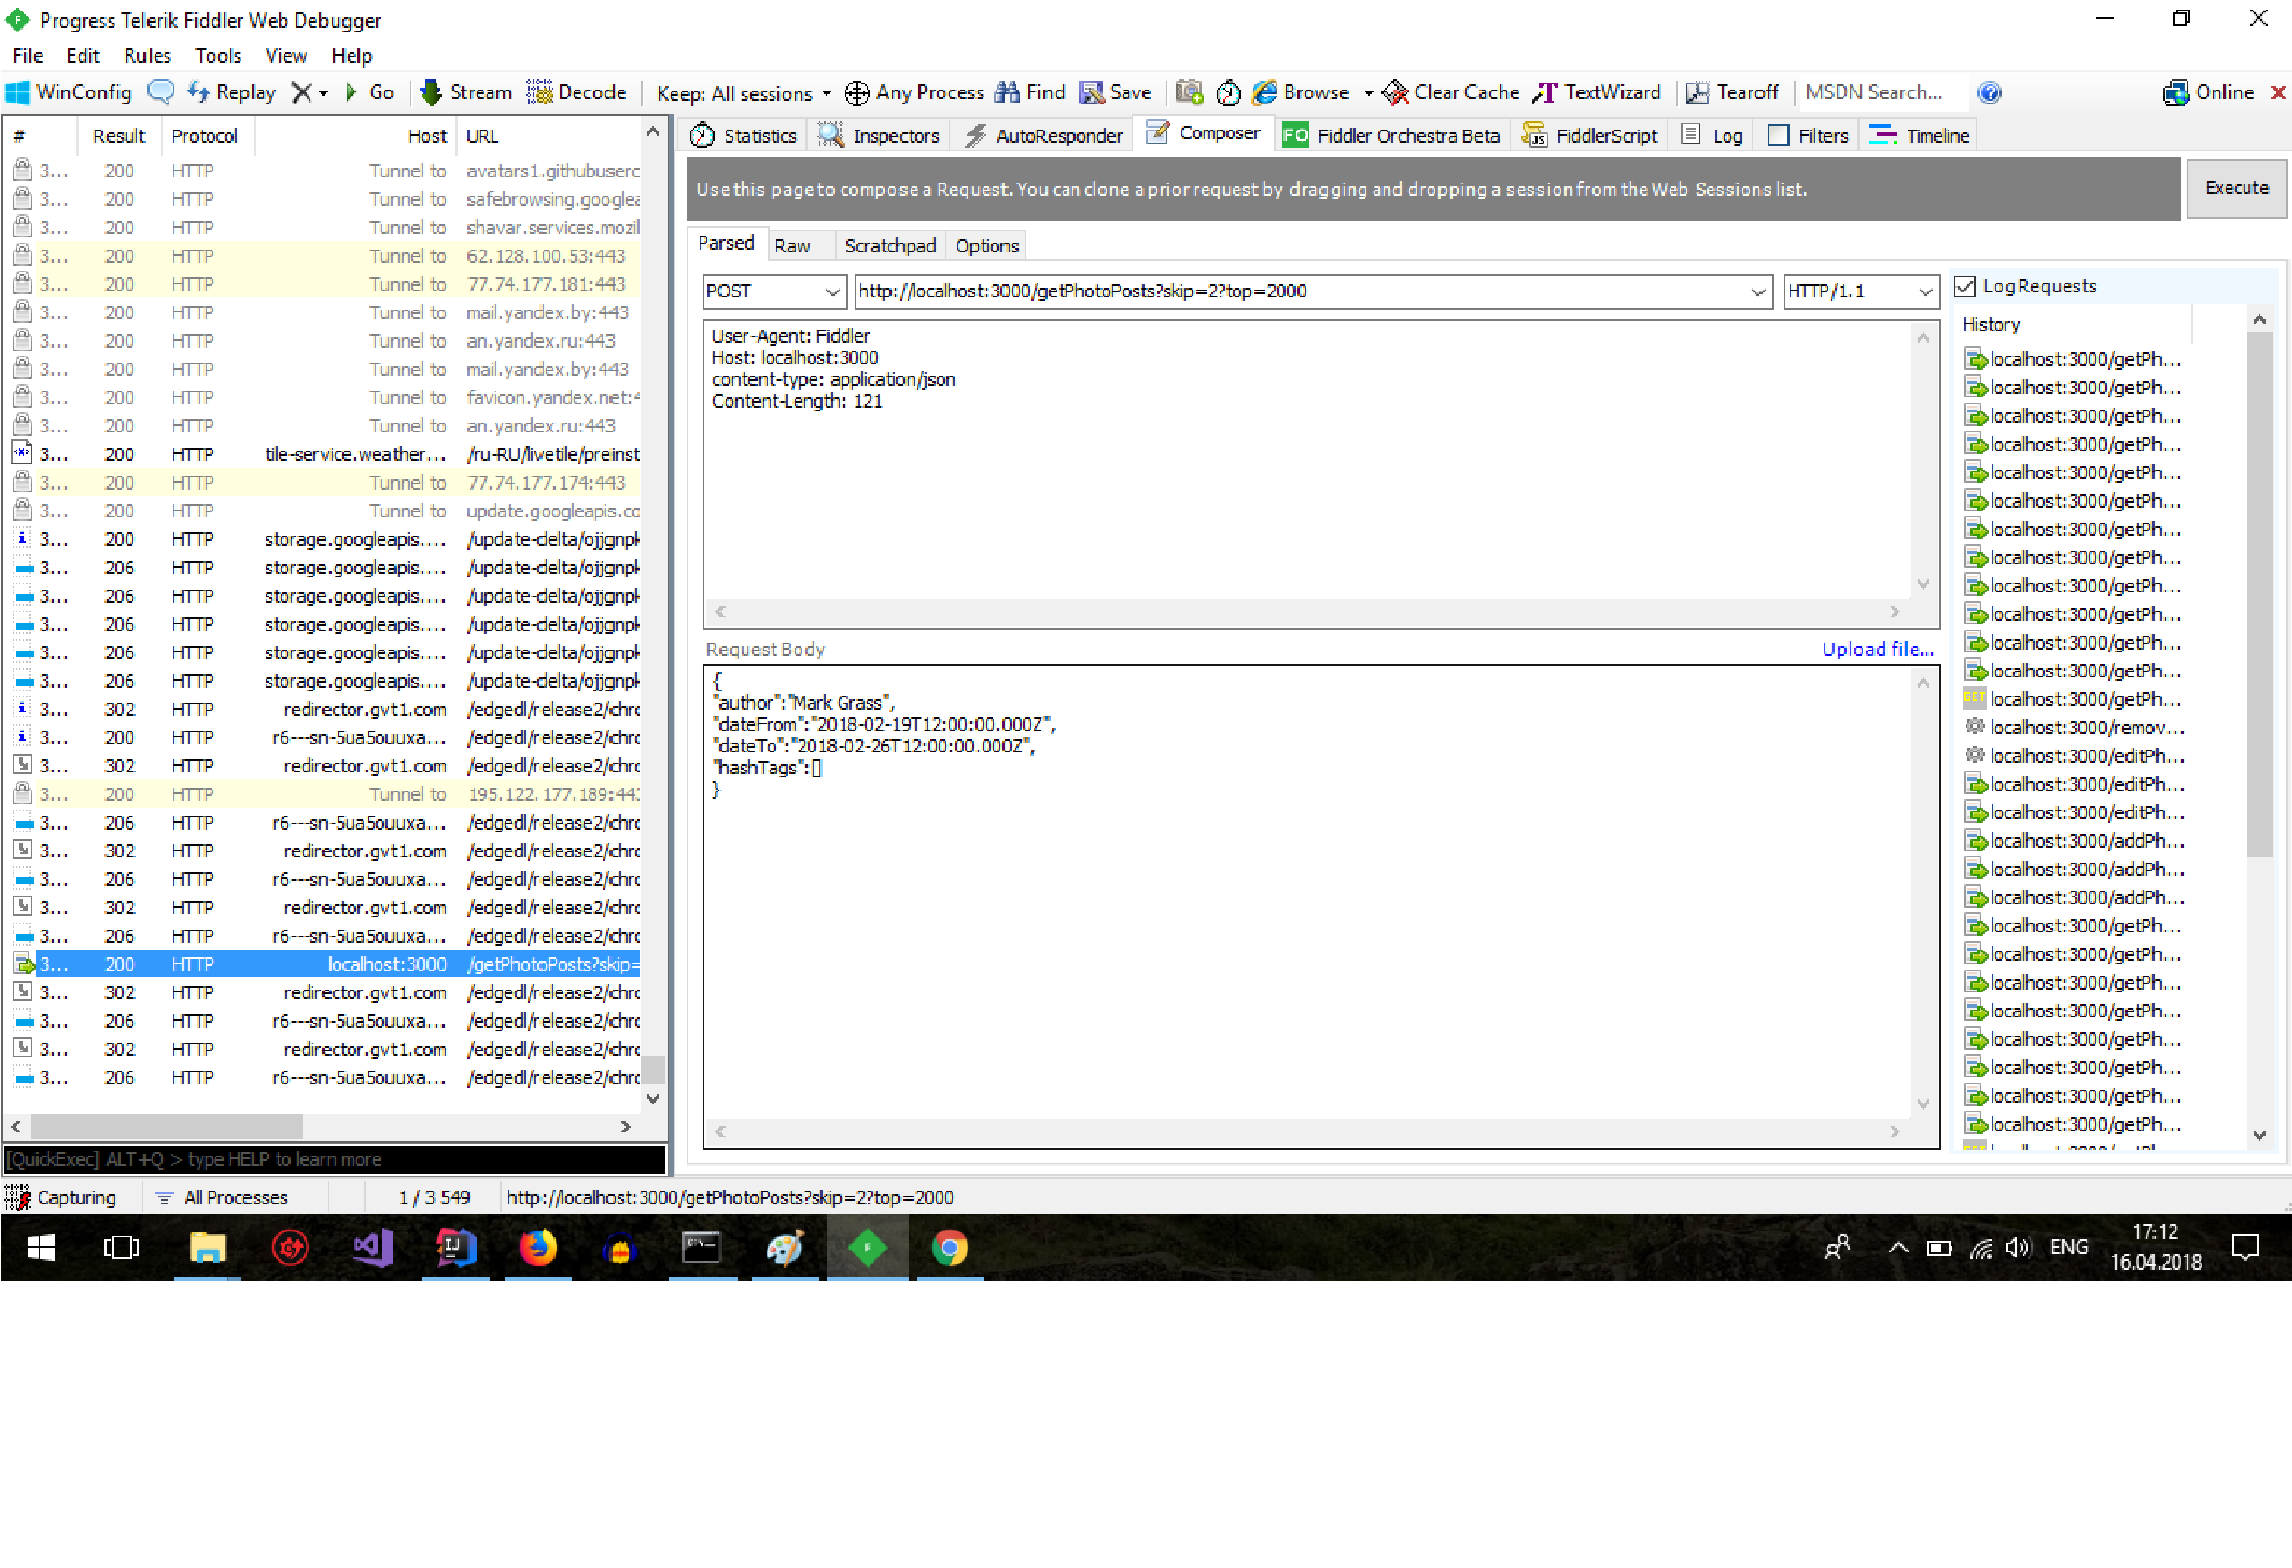 Progress Telerik Fiddler Web Debugger
File Edit Rules Tools View Help
WinConfig Replay Go Stream Decode Keep: All sessions Any Process Find Save Browse Clear Cache TextWizard Tearoff MSDN Search... Online
# Result Protocol Host URL
3... 200 HTTP Tunnel to avatars1.githubuserc
3... 200 HTTP Tunnel to safebrowsing.googlea
3... 200 HTTP Tunnel to shavar.services.mozil
3... 200 HTTP Tunnel to 62.128.100.53:443
3... 200 HTTP Tunnel to 77.74.177.181:443
3... 200 HTTP Tunnel to mail.yandex.by:443
3... 200 HTTP Tunnel to an.yandex.ru:443
3... 200 HTTP Tunnel to mail.yandex.by:443
3... 200 HTTP Tunnel to favicon.yandex.net:4
3... 200 HTTP Tunnel to an.yandex.ru:443
3... 200 HTTP tile-service.weather... /ru-RU/livetile/preinst
3... 200 HTTP Tunnel to 77.74.177.174:443
3... 200 HTTP Tunnel to update.googleapis.co
3... 200 HTTP storage.googleapis.... /update-delta/ojjgnpk
3... 206 HTTP storage.googleapis.... /update-delta/ojjgnpk
3... 206 HTTP storage.googleapis.... /update-delta/ojjgnpk
3... 206 HTTP storage.googleapis.... /update-delta/ojjgnpk
3... 206 HTTP storage.googleapis.... /update-delta/ojjgnpk
3... 206 HTTP storage.googleapis.... /update-delta/ojjgnpk
3... 302 HTTP redirector.gvt1.com /edgedl/release2/chrc
3... 200 HTTP r6---sn-5ua5ouuxa... /edgedl/release2/chrc
3... 302 HTTP redirector.gvt1.com /edgedl/release2/chrc
3... 200 HTTP Tunnel to 195.122.177.189:443
3... 206 HTTP r6---sn-5ua5ouuxa... /edgedl/release2/chrc
3... 302 HTTP redirector.gvt1.com /edgedl/release2/chrc
3... 206 HTTP r6---sn-5ua5ouuxa... /edgedl/release2/chrc
3... 302 HTTP redirector.gvt1.com /edgedl/release2/chrc
3... 206 HTTP r6---sn-5ua5ouuxa... /edgedl/release2/chrc
3... 200 HTTP localhost:3000 /getPhotoPosts?skip=
3... 302 HTTP redirector.gvt1.com /edgedl/release2/chrc
3... 206 HTTP r6---sn-5ua5ouuxa... /edgedl/release2/chrc
3... 302 HTTP redirector.gvt1.com /edgedl/release2/chrc
3... 206 HTTP r6---sn-5ua5ouuxa... /edgedl/release2/chrc
[QuickExec] ALT+Q > type HELP to learn more
Statistics Inspectors AutoResponder Composer FO Fiddler Orchestra Beta FiddlerScript Log Filters Timeline
Use this page to compose a Request. You can clone a prior request by dragging and dropping a session from the Web Sessions list.
Execute
Parsed Raw Scratchpad Options
POST http://localhost:3000/getPhotoPosts?skip=2?top=2000 HTTP/1.1
User-Agent: Fiddler
Host: localhost:3000
content-type: application/json
Content-Length: 121
Request Body Upload file...
{
"author":"Mark Grass",
"dateFrom":"2018-02-19T12:00:00.000Z",
"dateTo":"2018-02-26T12:00:00.000Z",
"hashTags":[]
}
Log Requests
History
localhost:3000/getPh...
localhost:3000/getPh...
localhost:3000/getPh...
localhost:3000/getPh...
localhost:3000/getPh...
localhost:3000/getPh...
localhost:3000/getPh...
localhost:3000/getPh...
localhost:3000/getPh...
localhost:3000/getPh...
localhost:3000/getPh...
localhost:3000/getPh...
GET localhost:3000/getPh...
localhost:3000/remov...
localhost:3000/editPh...
localhost:3000/editPh...
localhost:3000/editPh...
localhost:3000/addPh...
localhost:3000/addPh...
localhost:3000/addPh...
localhost:3000/getPh...
localhost:3000/getPh...
localhost:3000/getPh...
localhost:3000/getPh...
localhost:3000/getPh...
localhost:3000/getPh...
localhost:3000/getPh...
localhost:3000/getPh...
Capturing All Processes 1 / 3 549 http://localhost:3000/getPhotoPosts?skip=2?top=2000
ENG
17:12
16.04.2018